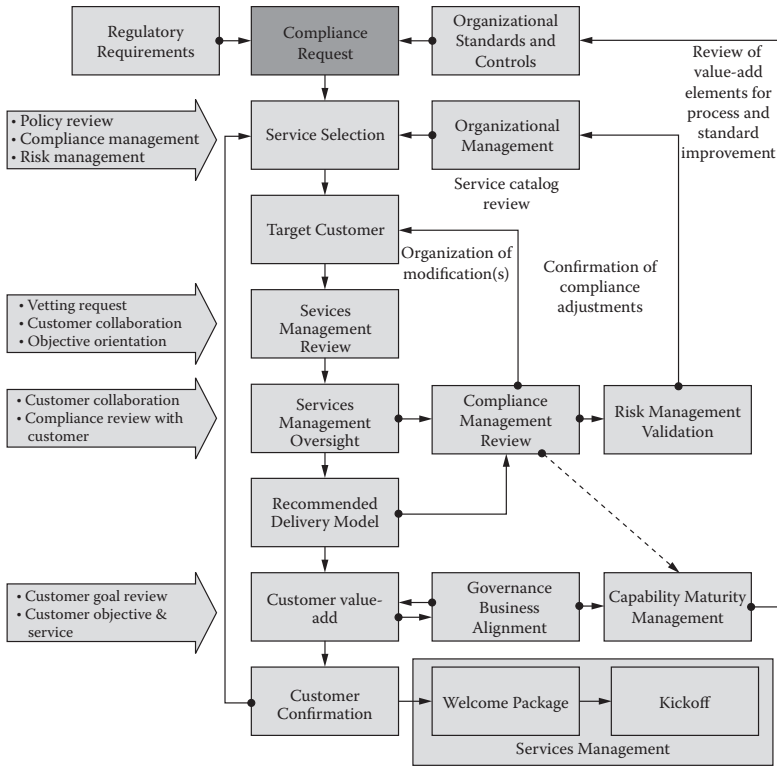 Regulatory
Requirements
Compliance
Request
Organizational
Standards and
Controls
Review of
value-add
elements for
process and
standard
improvement
• Policy review
• Compliance management
• Risk management
Service Selection
Organizational
Management
Service catalog
review
Target Customer
Organization of
modification(s)
Confirmation of
compliance
adjustments
• Vetting request
• Customer collaboration
• Objective orientation
Sevices
Management
Review
• Customer collaboration
• Compliance review with
customer
Services
Management
Oversight
Compliance
Management
Review
Risk Management
Validation
Recommended
Delivery Model
• Customer goal review
• Customer objective &
service
Customer value-
add
Governance
Business
Alignment
Capability Maturity
Management
Customer
Confirmation
Welcome Package
Kickoff
Services Management